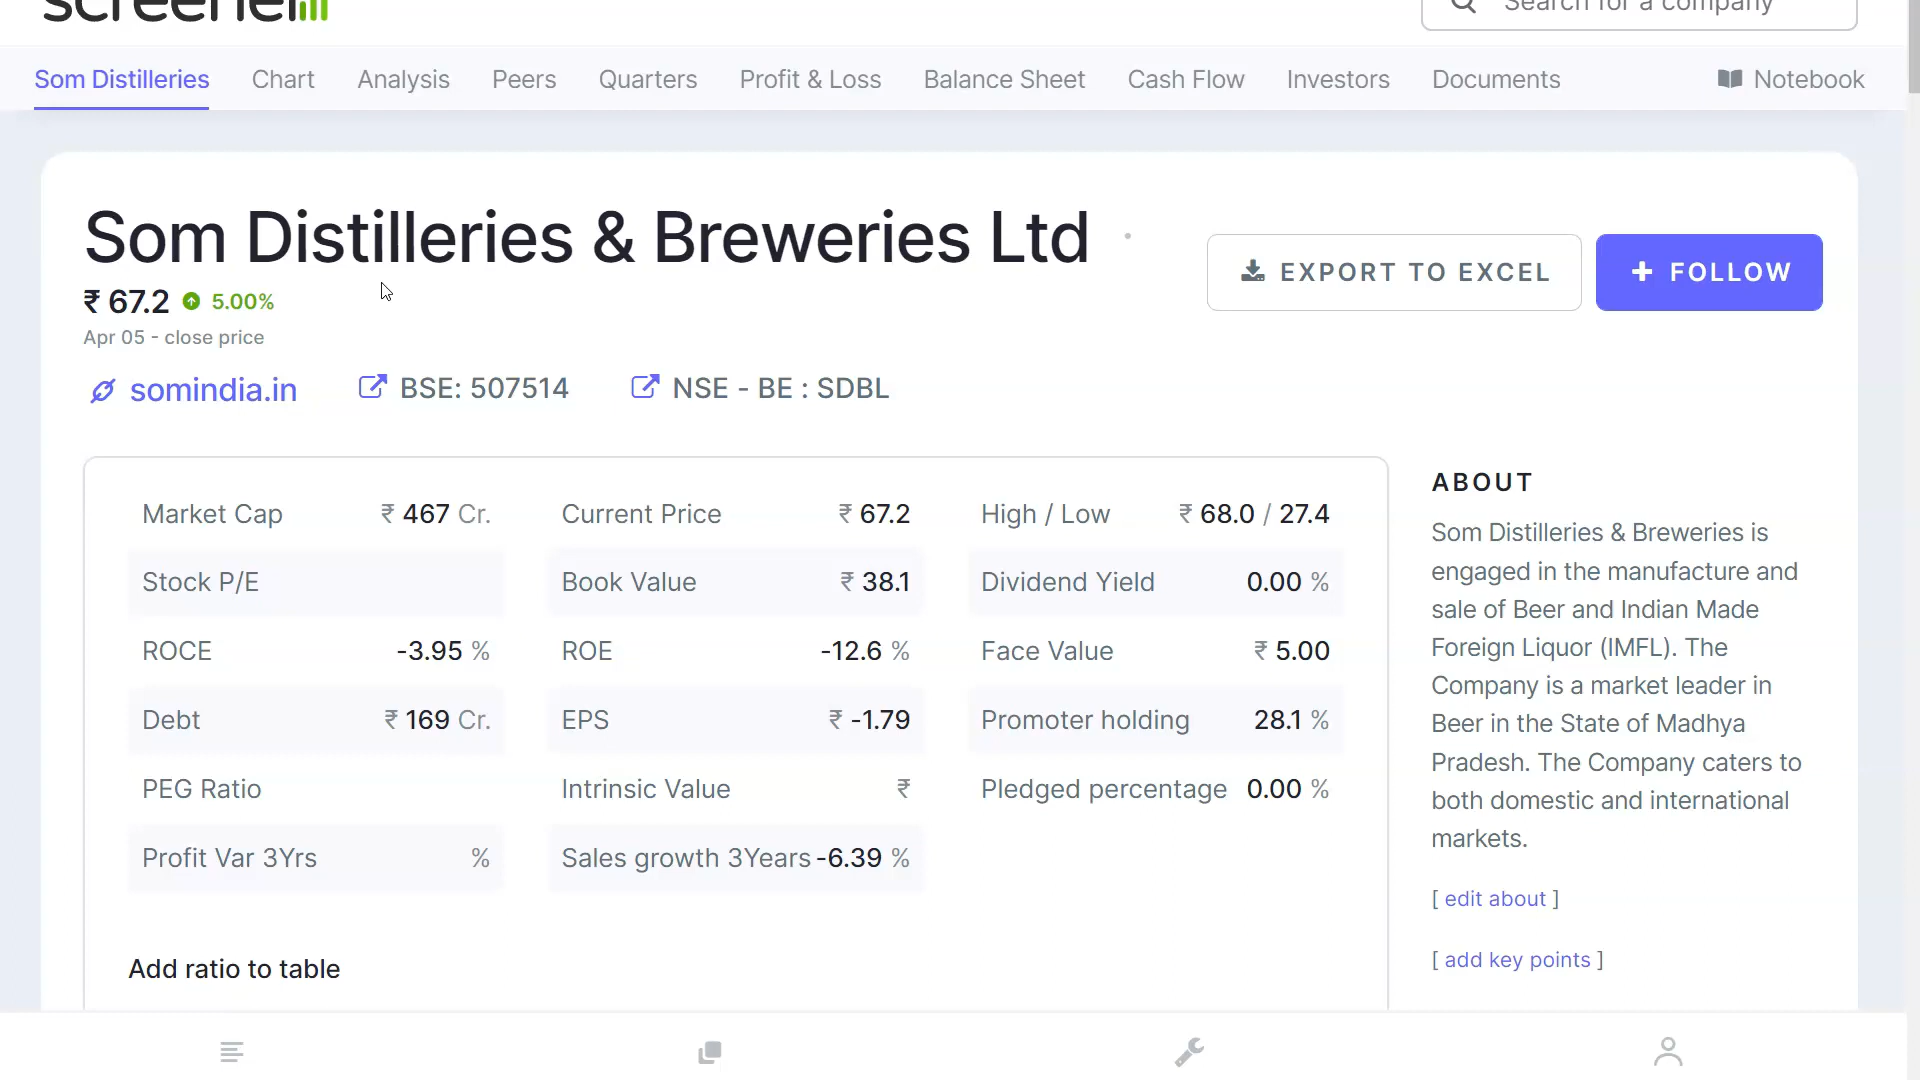 screener
Search for a company
Som Distilleries Chart Analysis Peers Quarters Profit & Loss Balance Sheet Cash Flow Investors Documents Notebook
Som Distilleries & Breweries Ltd
EXPORT TO EXCEL + FOLLOW
₹ 67.2 5.00%
Apr 05 - close price
somindia.in BSE: 507514 NSE - BE : SDBL
Market Cap ₹ 467 Cr. Current Price ₹ 67.2 High / Low ₹ 68.0 / 27.4
Stock P/E Book Value ₹ 38.1 Dividend Yield 0.00 %
ROCE -3.95 % ROE -12.6 % Face Value ₹ 5.00
Debt ₹ 169 Cr. EPS ₹ -1.79 Promoter holding 28.1 %
PEG Ratio Intrinsic Value ₹ Pledged percentage 0.00 %
Profit Var 3Yrs % Sales growth 3Years -6.39 %
Add ratio to table
ABOUT
Som Distilleries & Breweries is
engaged in the manufacture and
sale of Beer and Indian Made
Foreign Liquor (IMFL). The
Company is a market leader in
Beer in the State of Madhya
Pradesh. The Company caters to
both domestic and international
markets.
[ edit about ]
[ add key points ]